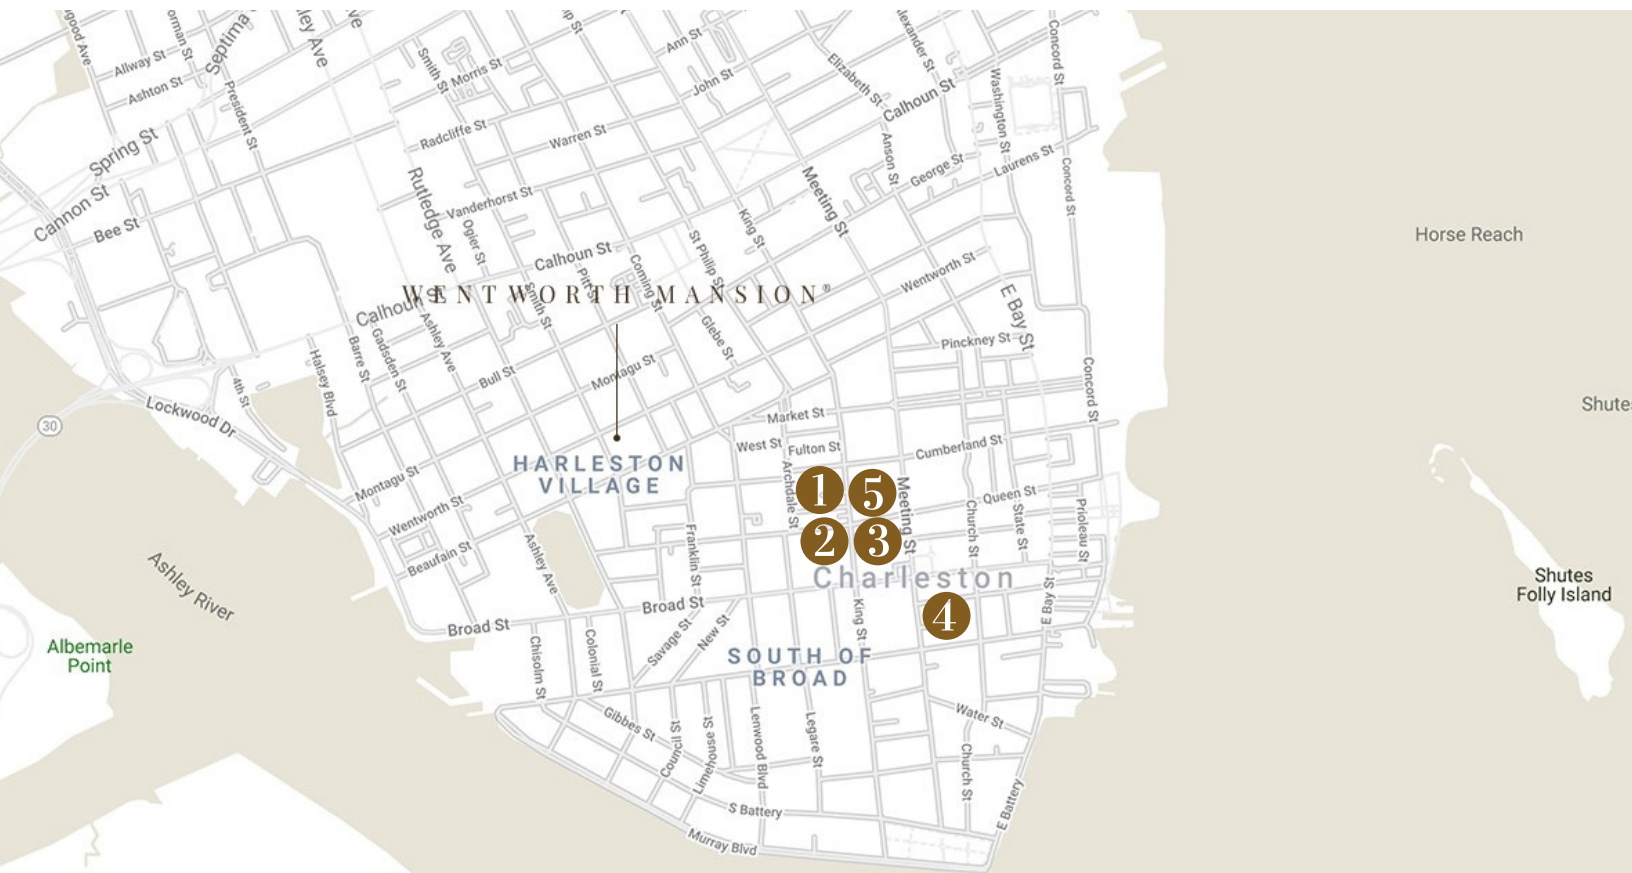 Allway St
Ashton St
President St
Spring St
Cannon St
Bee St
Smith St
Morris St
Radcliffe St
Warren St
Ann St
John St
Elizabeth St
Calhoun St
Washington St
Concord St
Anson St
George St
Laurens St
Concord St
Rutledge Ave
Vanderhorst St
Ogier St
Calhoun St
Coming St
St Philip St
King St
Meeting St
Wentworth St
E Bay St
Horse Reach
WENTWORTH MANSION®
Calhoun St
Smith St
Ashley Ave
Gadsden St
Barre St
Halsey Blvd
4th St
Lockwood Dr
30
Bull St
Montagu St
Glebe St
Pinckney St
Concord St
Market St
West St
Fulton St
Cumberland St
Shutes
HARLESTON
VILLAGE
Montagu St
Wentworth St
Beaufain St
Ashley Ave
Franklin St
Archdale St
1
5
2
3
Meeting St
Queen St
Church St
State St
Prioleau St
Charleston
4
Ashley River
Albemarle
Point
Shutes
Folly Island
Broad St
Broad St
King St
E Bay St
Savage St
New St
Chisolm St
Colonial St
SOUTH OF
BROAD
Gibbes St
Council St
Limehouse St
Lenwood Blvd
Legare St
Water St
Church St
S Battery
Murray Blvd
E Battery